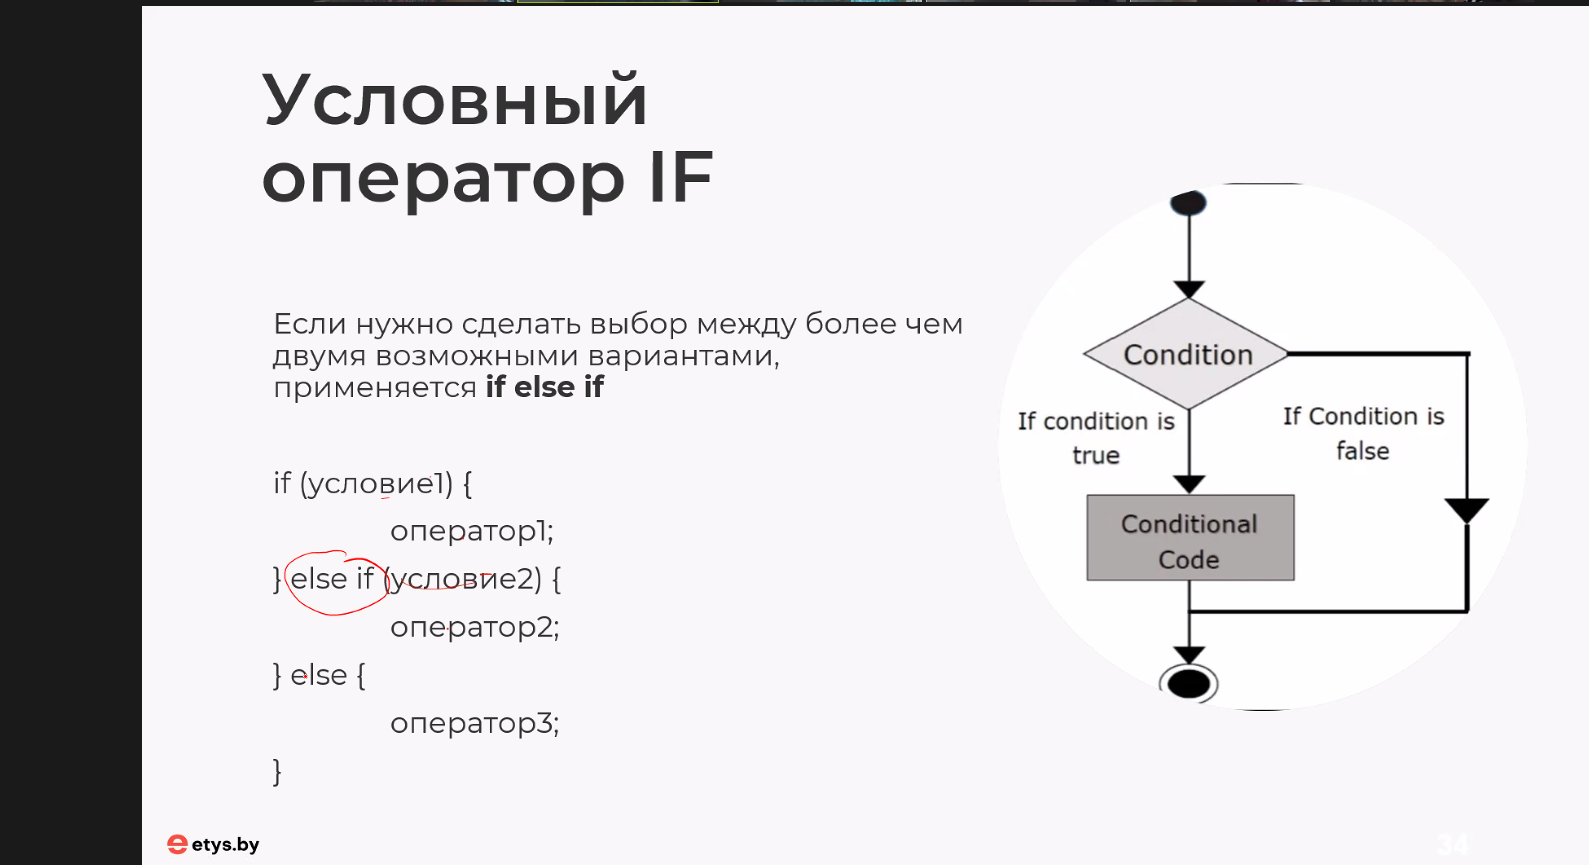 Условный
оператор IF
Если нужно сделать выбор между более чем
двумя возможными вариантами,
применяется if else if
if (условие1) {
оператор1;
} else if (условие2) {
оператор2;
} else {
оператор3;
}
Condition
If condition is
true
If Condition is
false
Conditional
Code
etys.by
34